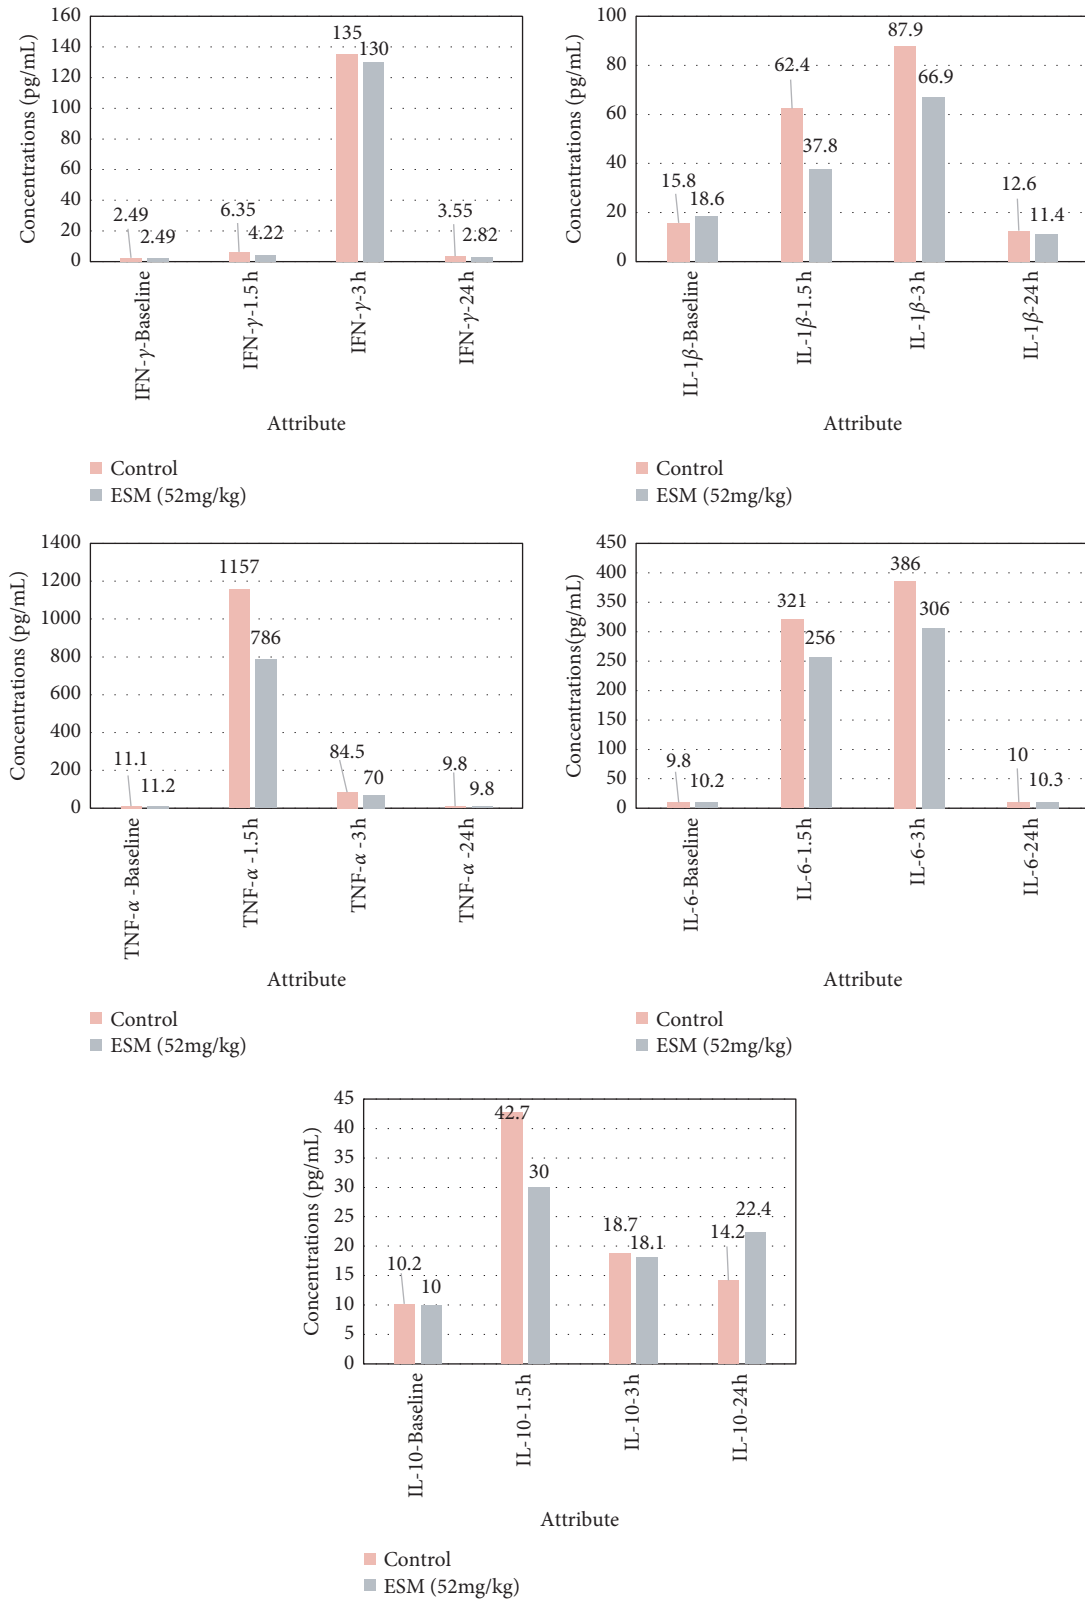 Concentrations (pg/mL)
160
140
120
100
80
60
40
20
0
2.49
2.49
6.35
4.22
135
130
3.55
2.82
IFN-γ-Baseline
IFN-γ-1.5h
IFN-γ-3h
IFN-γ-24h
Attribute
Control
ESM (52mg/kg)
Concentrations (pg/mL)
100
80
60
40
20
0
15.8
18.6
62.4
37.8
87.9
66.9
12.6
11.4
IL-1β-Baseline
IL-1β-1.5h
IL-1β-3h
IL-1β-24h
Attribute
Control
ESM (52mg/kg)
Concentrations (pg/mL)
1400
1200
1000
800
600
400
200
0
11.1
11.2
1157
786
84.5
70
9.8
9.8
TNF-α -Baseline
TNF-α -1.5h
TNF-α -3h
TNF-α -24h
Attribute
Control
ESM (52mg/kg)
Concentrations(pg/mL)
450
400
350
300
250
200
150
100
50
0
9.8
10.2
321
256
386
306
10
10.3
IL-6-Baseline
IL-6-1.5h
IL-6-3h
IL-6-24h
Attribute
Control
ESM (52mg/kg)
Concentrations (pg/mL)
45
40
35
30
25
20
15
10
5
0
10.2
10
42.7
30
18.7
18.1
14.2
22.4
IL-10-Baseline
IL-10-1.5h
IL-10-3h
IL-10-24h
Attribute
Control
ESM (52mg/kg)